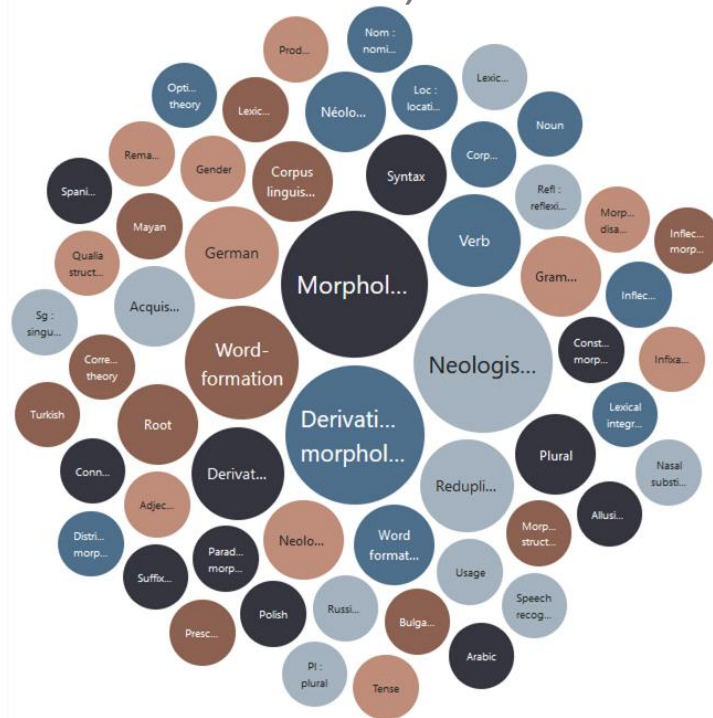 Prod...
Nom :
nomi...
Opti...
theory
Lexic...
Néolo...
Loc :
locati...
Lexic...
Rema...
Gender
Corpus
linguis...
Syntax
Corp...
Noun
Spani...
Mayan
German
Morphol...
Verb
Refl :
reflexi...
Morp...
disa...
Inflec...
morp...
Qualia
struct...
Acquis...
Gram...
Inflec...
Sg :
singu...
Corre...
theory
Word-
formation
Neologis...
Const...
morp...
Infixa...
Turkish
Root
Derivati...
morphol...
Lexical
integr...
Conn...
Derivat...
Redupli...
Plural
Nasal
substi...
Adjec...
Distri...
morp...
Suffix...
Parad...
morp...
Neolo...
Word
format...
Morp...
struct...
Allusi...
Usage
Presc...
Polish
Russi...
Bulga...
Speech
recog...
Arabic
Pl :
plural
Tense